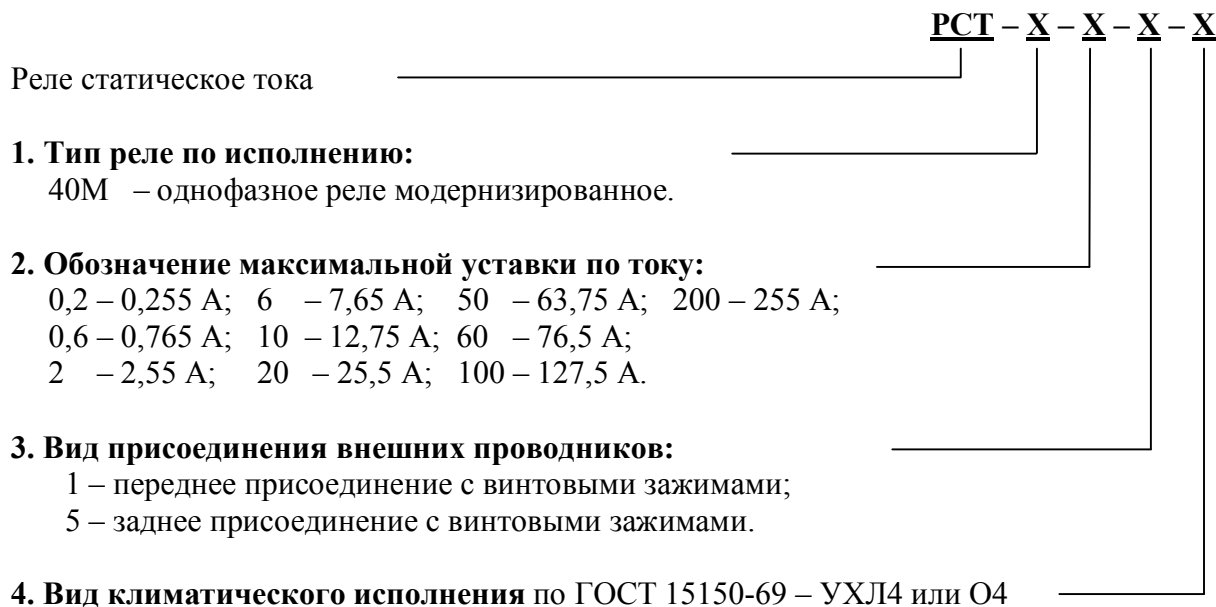 РСТ – Х – Х – Х – Х
Реле статическое тока
1. Тип реле по исполнению:
40М – однофазное реле модернизированное.
2. Обозначение максимальной уставки по току:
0,2 – 0,255 А; 6 – 7,65 А; 50 – 63,75 А; 200 – 255 А;
0,6 – 0,765 А; 10 – 12,75 А; 60 – 76,5 А;
2 – 2,55 А; 20 – 25,5 А; 100 – 127,5 А.
3. Вид присоединения внешних проводников:
1 – переднее присоединение с винтовыми зажимами;
5 – заднее присоединение с винтовыми зажимами.
4. Вид климатического исполнения по ГОСТ 15150-69 – УХЛ4 или О4